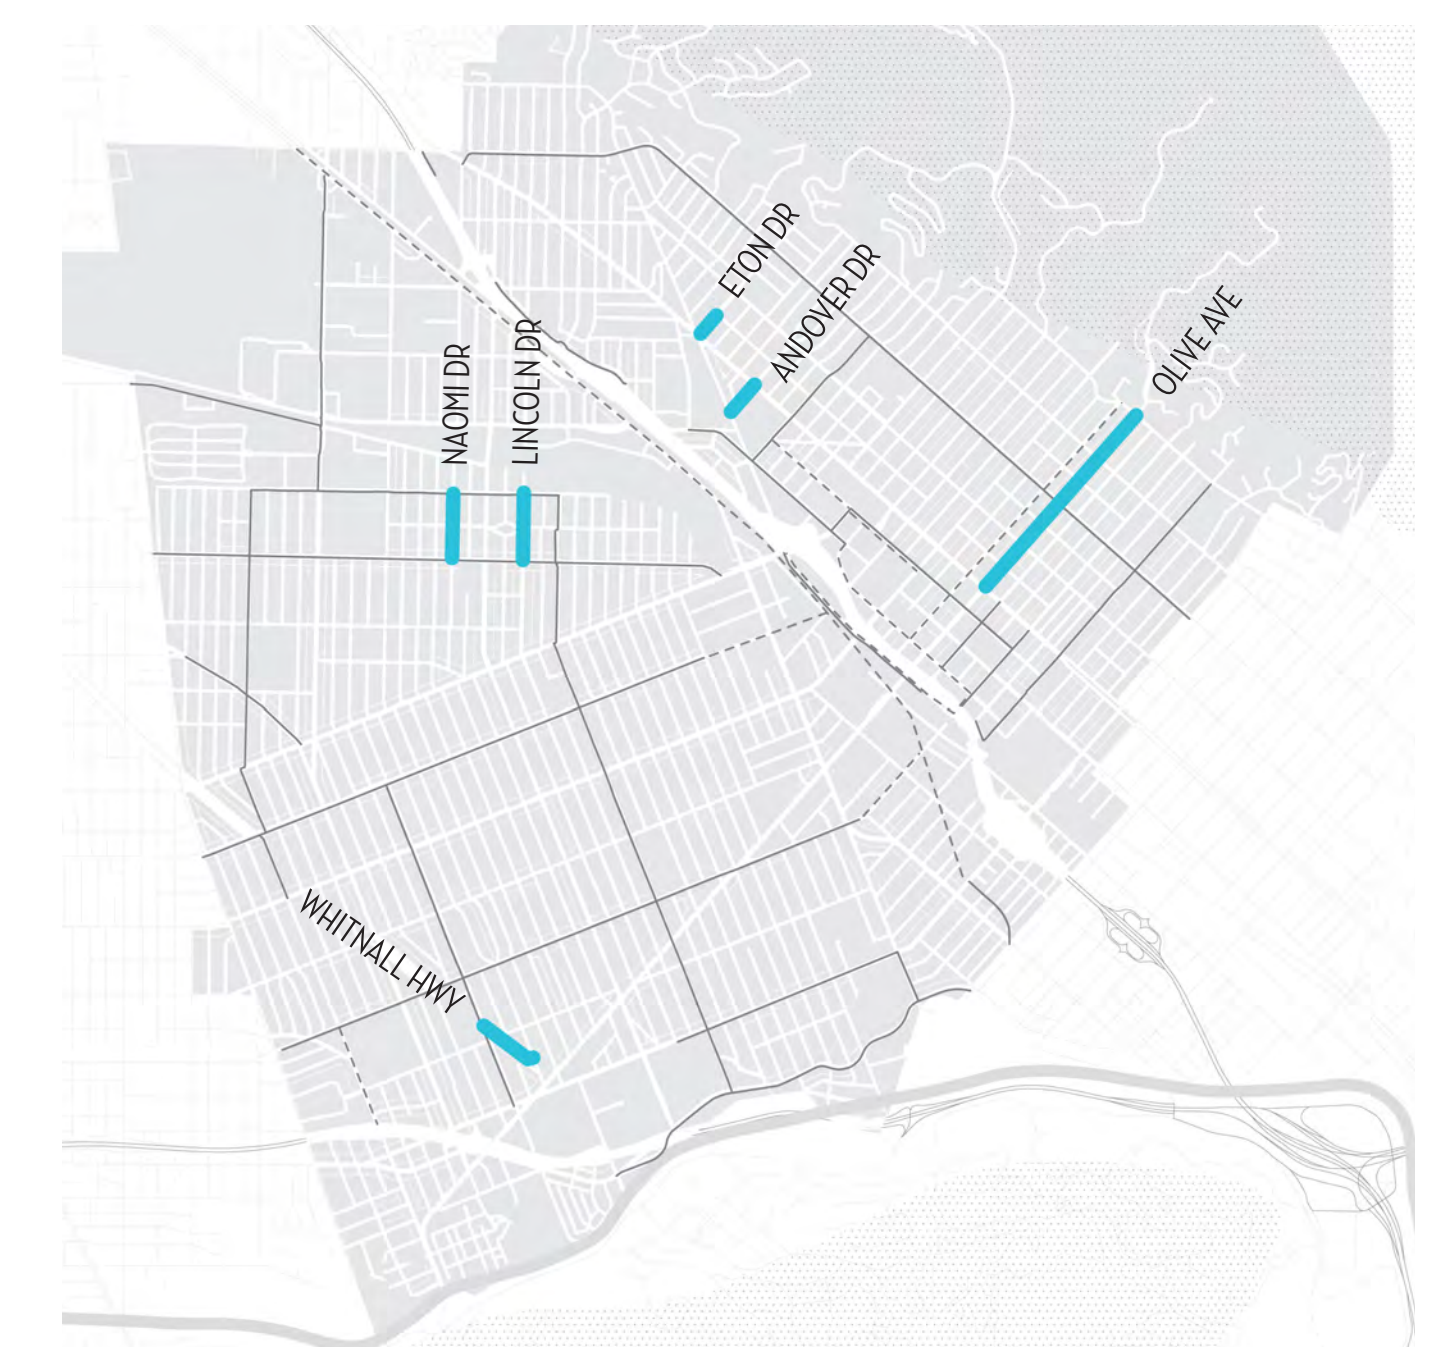 ETON DR
ANDOVER DR
OLIVE AVE
NAOMI DR
LINCOLN DR
WHITNALL HWY